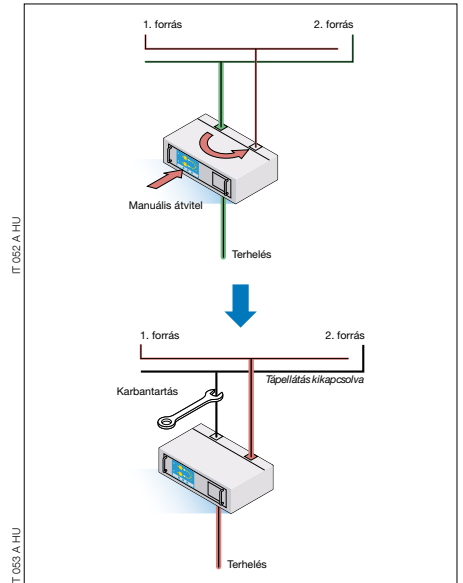 1. forrás
2. forrás
Manuális átvitel
Terhelés
IT 052 A HU
1. forrás
2. forrás
Tápellátás kikapcsolva
Karbantartás
Terhelés
IT 053 A HU